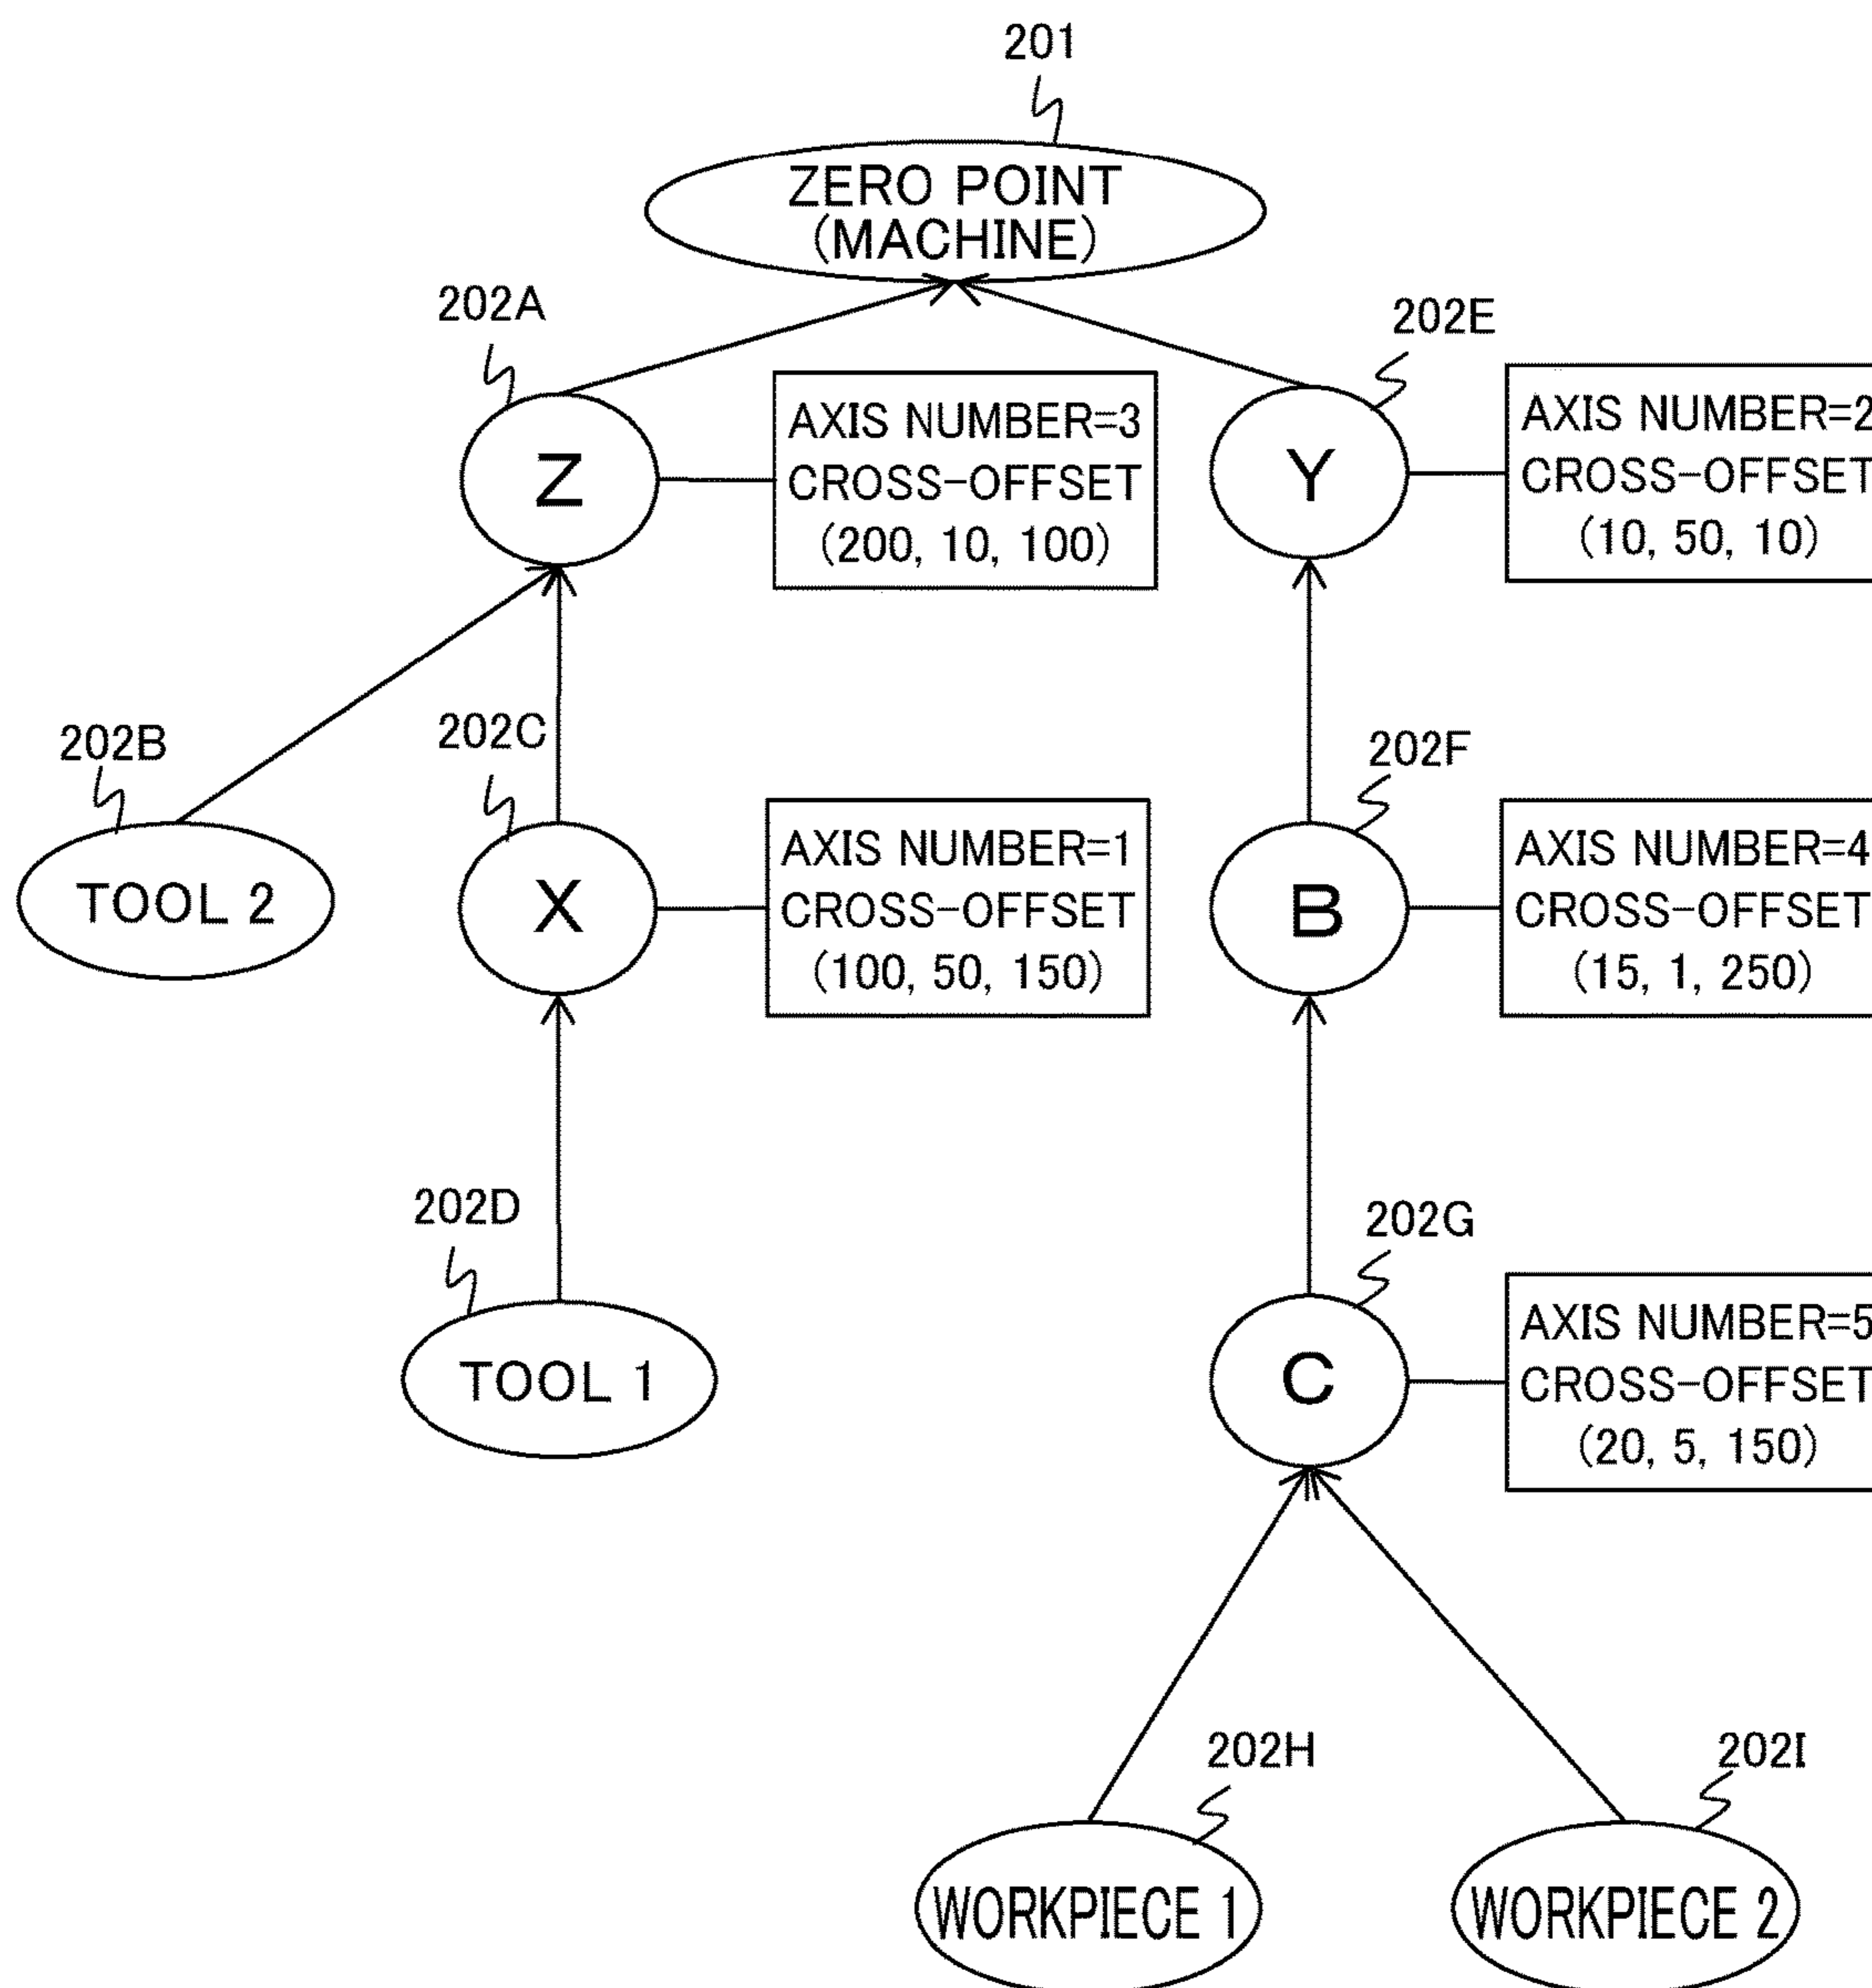 201
ZERO POINT
(MACHINE)
202A
202E
Z
AXIS NUMBER=3
CROSS-OFFSET
(200, 10, 100)
Y
AXIS NUMBER=2
CROSS-OFFSET
(10, 50, 10)
202B
202C
202F
TOOL 2
X
AXIS NUMBER=1
CROSS-OFFSET
(100, 50, 150)
B
AXIS NUMBER=4
CROSS-OFFSET
(15, 1, 250)
202D
202G
TOOL 1
C
AXIS NUMBER=5
CROSS-OFFSET
(20, 5, 150)
202H
202I
WORKPIECE 1
WORKPIECE 2